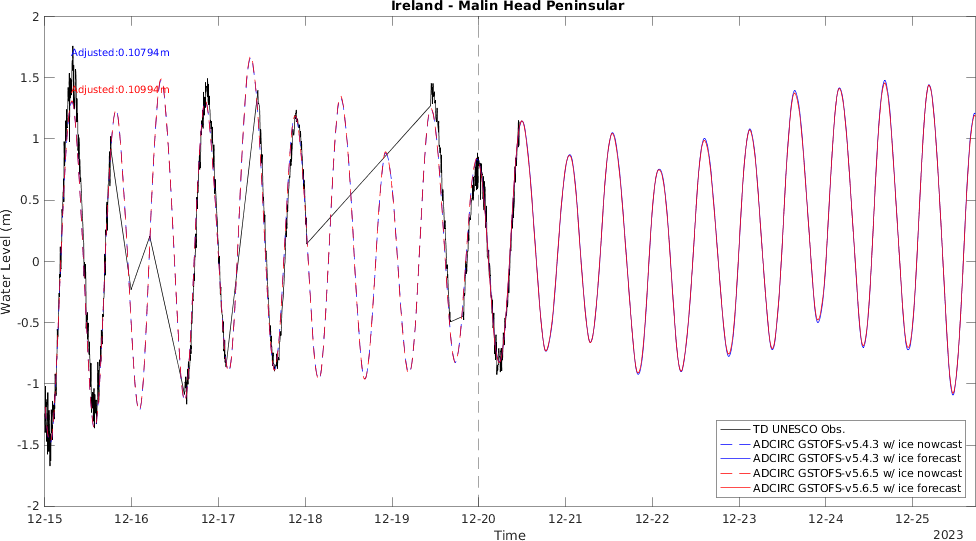 Ireland - Malin Head Peninsular
Adjusted:0.10794m
Adjusted:0.10994m
Water Level (m)
2
1.5
1
0.5
0
-0.5
-1
-1.5
-2
TD UNESCO Obs.
ADCIRC GSTOFS-v5.4.3 w/ ice nowcast
ADCIRC GSTOFS-v5.4.3 w/ ice forecast
ADCIRC GSTOFS-v5.6.5 w/ ice nowcast
ADCIRC GSTOFS-v5.6.5 w/ ice forecast
12-15 12-16 12-17 12-18 12-19 12-20 12-21 12-22 12-23 12-24 12-25
Time
2023